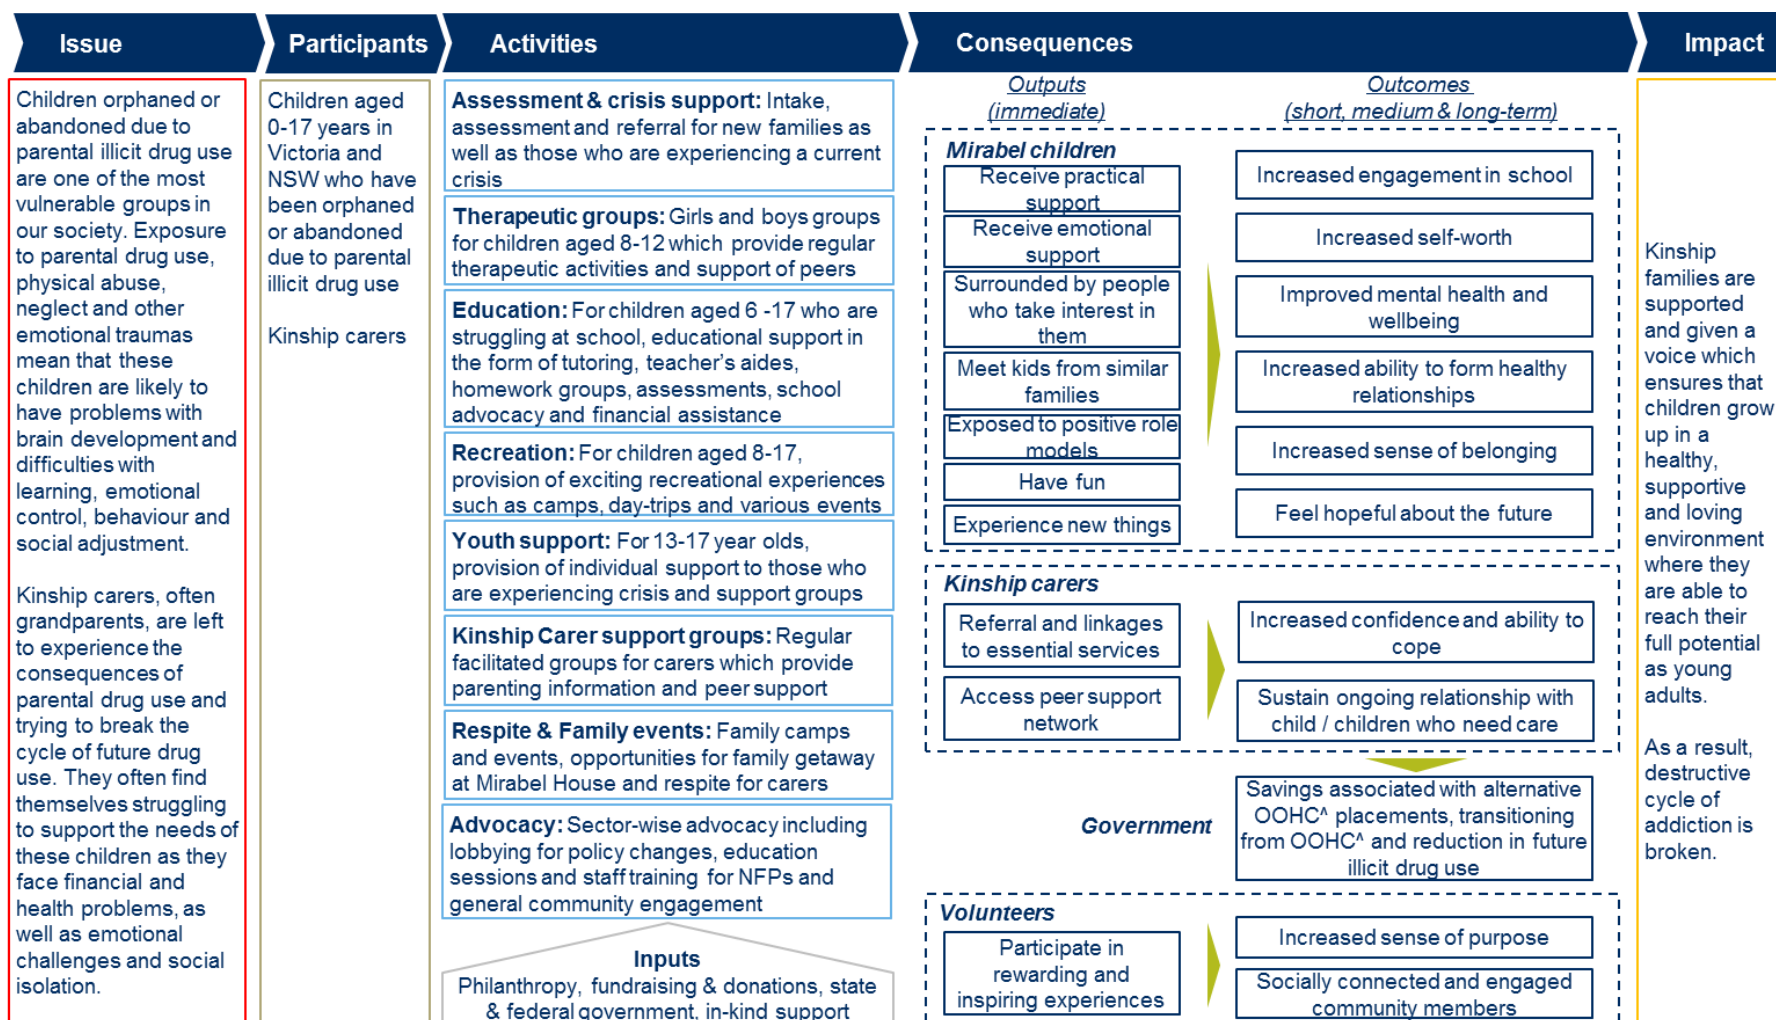 Issue
Participants
Activities
Consequences
Impact
Children orphaned or
abandoned due to
parental illicit drug use
are one of the most
vulnerable groups in
our society. Exposure
to parental drug use,
physical abuse,
neglect and other
emotional traumas
mean that these
children are likely to
have problems with
brain development and
difficulties with
learning, emotional
control, behaviour and
social adjustment.
Kinship carers, often
grandparents, are left
to experience the
consequences of
parental drug use and
trying to break the
cycle of future drug
use. They often find
themselves struggling
to support the needs of
these children as they
face financial and
health problems, as
well as emotional
challenges and social
isolation.
Children aged
0-17 years in
Victoria and
NSW who have
been orphaned
or abandoned
due to parental
illicit drug use
Kinship carers
Assessment & crisis support: Intake,
assessment and referral for new families as
well as those who are experiencing a current
crisis
Therapeutic groups: Girls and boys groups
for children aged 8-12 which provide regular
therapeutic activities and support of peers
Education: For children aged 6 -17 who are
struggling at school, educational support in
the form of tutoring, teacher's aides,
homework groups, assessments, school
advocacy and financial assistance
Recreation: For children aged 8-17,
provision of exciting recreational experiences
such as camps, day-trips and various events
Youth support: For 13-17 year olds,
provision of individual support to those who
are experiencing crisis and support groups
Kinship Carer support groups: Regular
facilitated groups for carers which provide
parenting information and peer support
Respite & Family events: Family camps
and events, opportunities for family getaway
at Mirabel House and respite for carers
Advocacy: Sector-wise advocacy including
lobbying for policy changes, education
sessions and staff training for NFPs and
general community engagement
Inputs
Philanthropy, fundraising & donations, state
& federal government, in-kind support
Outputs
(immediate)
Outcomes
(short, medium & long-term)
Mirabel children
Receive practical
support
Receive emotional
support
Surrounded by people
who take interest in
them
Meet kids from similar
families
Exposed to positive role
models
Have fun
Experience new things
Increased engagement in school
Increased self-worth
Improved mental health and
wellbeing
Increased ability to form healthy
relationships
Increased sense of belonging
Feel hopeful about the future
Kinship carers
Referral and linkages
to essential services
Access peer support
network
Increased confidence and ability to
cope
Sustain ongoing relationship with
child / children who need care
Government
Savings associated with alternative
OOHC^ placements, transitioning
from OOHC^ and reduction in future
illicit drug use
Volunteers
Participate in
rewarding and
inspiring experiences
Increased sense of purpose
Socially connected and engaged
community members
Kinship
families are
supported
and given a
voice which
ensures that
children grow
up in a
healthy,
supportive
and loving
environment
where they
are able to
reach their
full potential
as young
adults.
As a result,
destructive
cycle of
addiction is
broken.